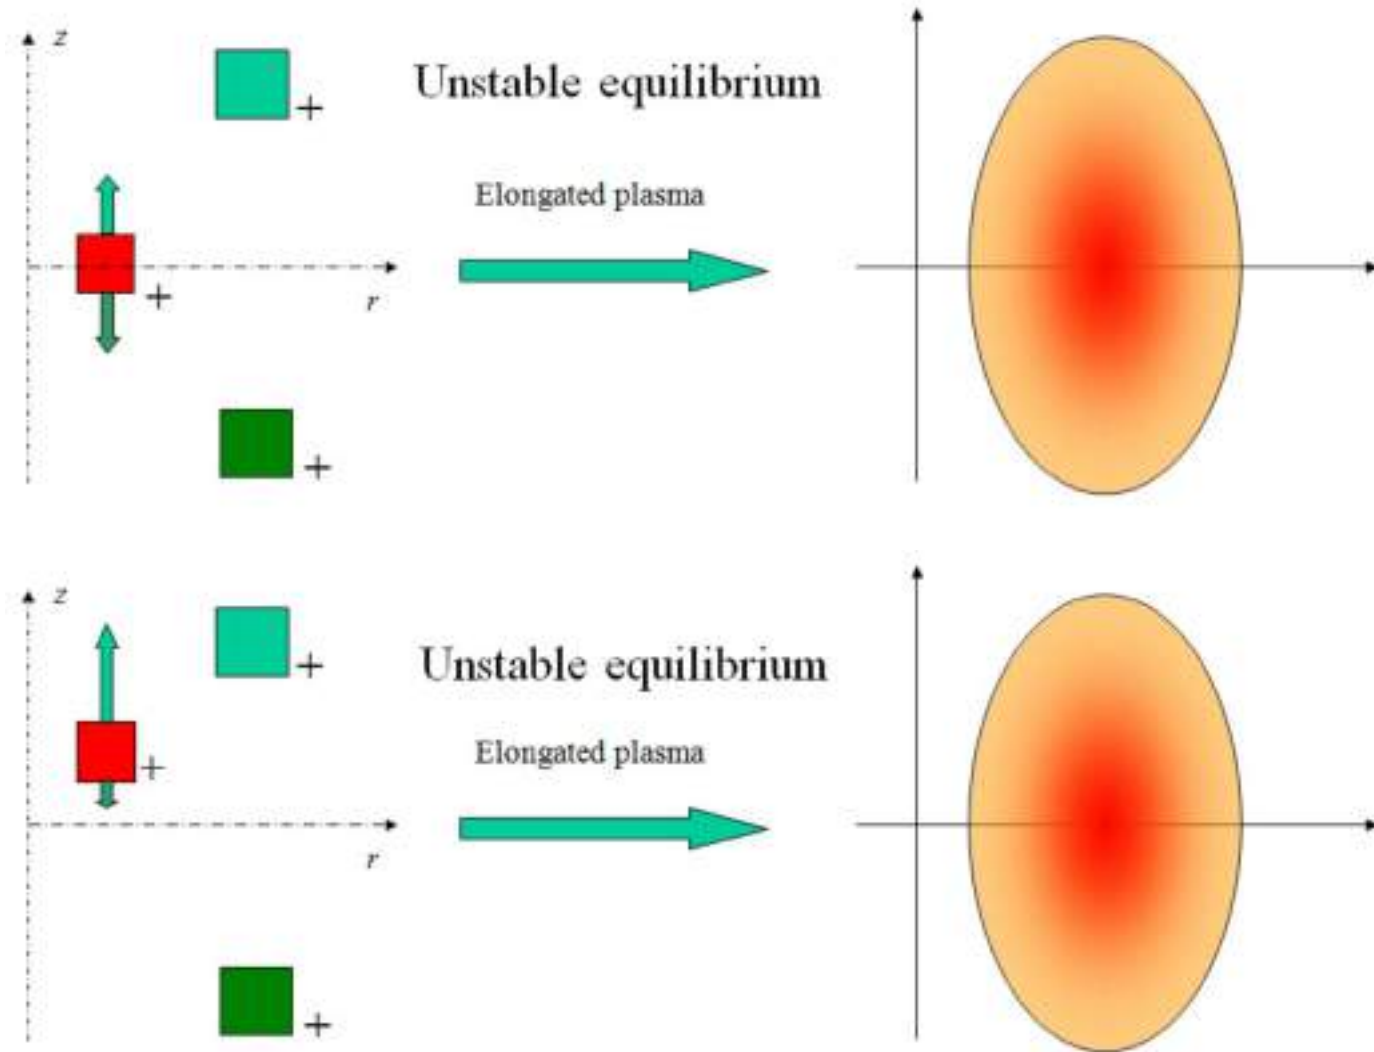 z
+
Unstable equilibrium
Elongated plasma
+
r
+
z
+
Unstable equilibrium
Elongated plasma
+
r
+